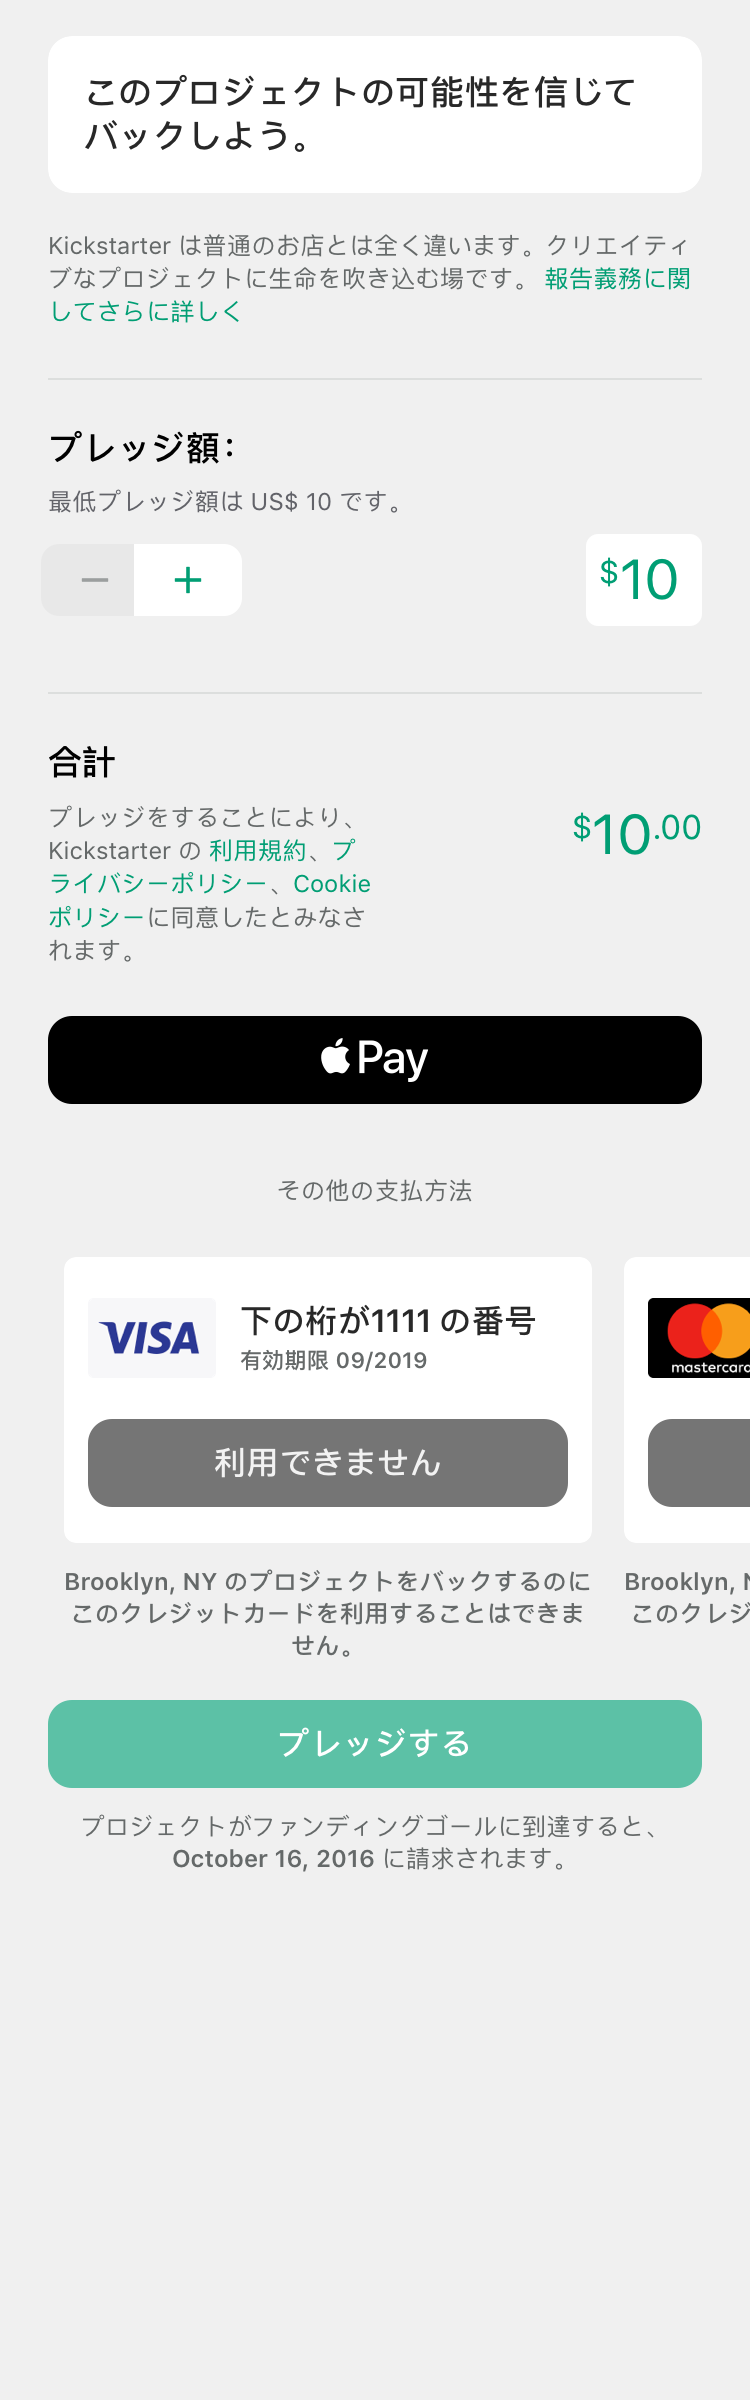 このプロジェクトの可能性を信じて
バックしよう。
Kickstarter は普通のお店とは全く違います。クリエイティ
ブなプロジェクトに生命を吹き込む場です。 報告義務に関
してさらに詳しく
プレッジ額：
最低プレッジ額は US$ 10 です。
− +
$10
合計
プレッジをすることにより、
Kickstarter の 利用規約、プ
ライバシーポリシー、Cookie
ポリシーに同意したとみなさ
れます。
$10.00
Pay
その他の支払方法
VISA
下の桁が1111 の番号
有効期限 09/2019
利用できません
Brooklyn, NY のプロジェクトをバックするのに
このクレジットカードを利用することはできま
せん。
mastercard
Brooklyn, N
このクレジ
プレッジする
プロジェクトがファンディングゴールに到達すると、
October 16, 2016 に請求されます。